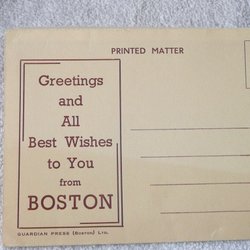 PRINTED MATTER
Greetings
and
All
Best Wishes
to You
from
BOSTON
GUARDIAN PRESS (BOSTON) LTD.